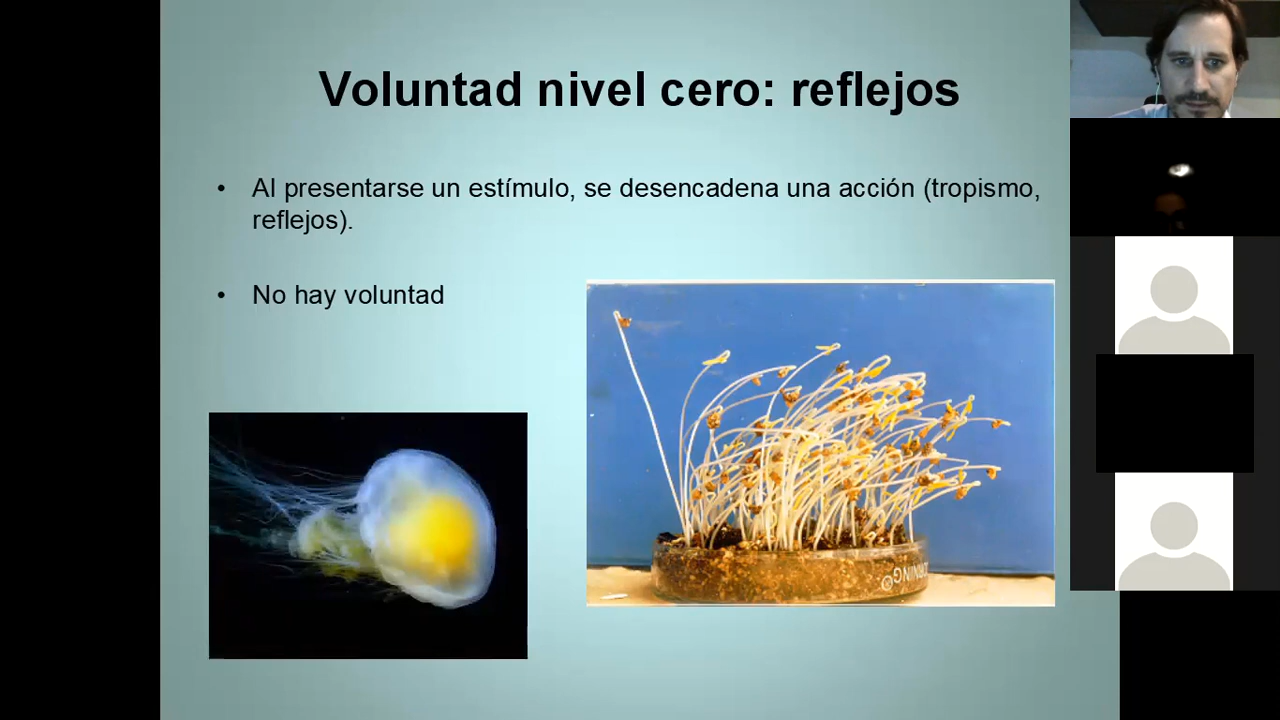 Voluntad nivel cero: reflejos
• Al presentarse un estímulo, se desencadena una acción (tropismo,
reflejos).
• No hay voluntad